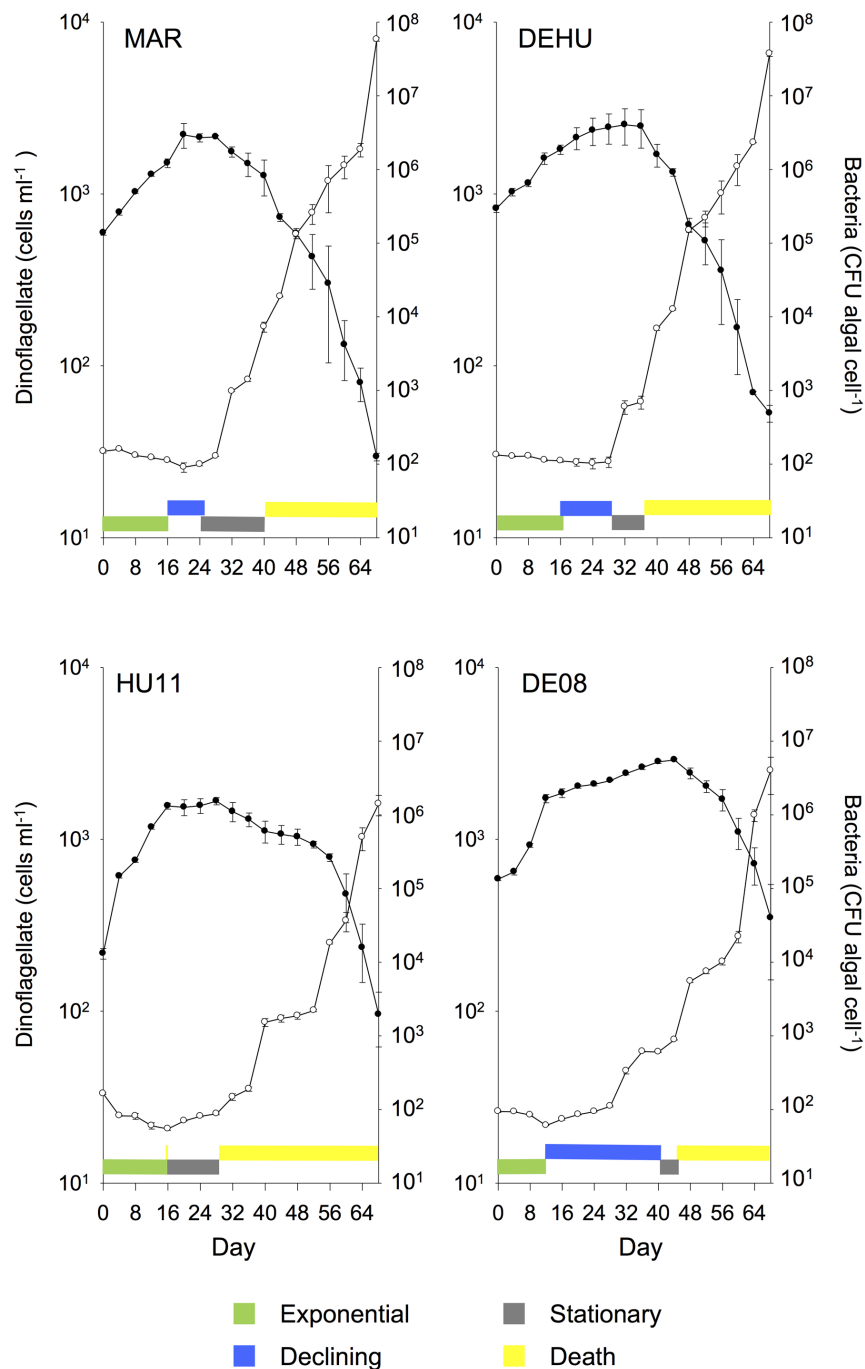 MAR
DEHU
10⁴
10³
10²
10¹
10⁸
10⁷
10⁶
10⁵
10⁴
10³
10²
10¹
10⁴
10³
10²
10¹
10⁸
10⁷
10⁶
10⁵
10⁴
10³
10²
10¹
Dinoflagellate (cells ml⁻¹)
Bacteria (CFU algal cell⁻¹)
0 8 16 24 32 40 48 56 64
0 8 16 24 32 40 48 56 64
HU11
DE08
10⁴
10³
10²
10¹
10⁸
10⁷
10⁶
10⁵
10⁴
10³
10²
10¹
10⁴
10³
10²
10¹
10⁸
10⁷
10⁶
10⁵
10⁴
10³
10²
10¹
Dinoflagellate (cells ml⁻¹)
Bacteria (CFU algal cell⁻¹)
0 8 16 24 32 40 48 56 64
0 8 16 24 32 40 48 56 64
Day
Day
Exponential
Stationary
Declining
Death